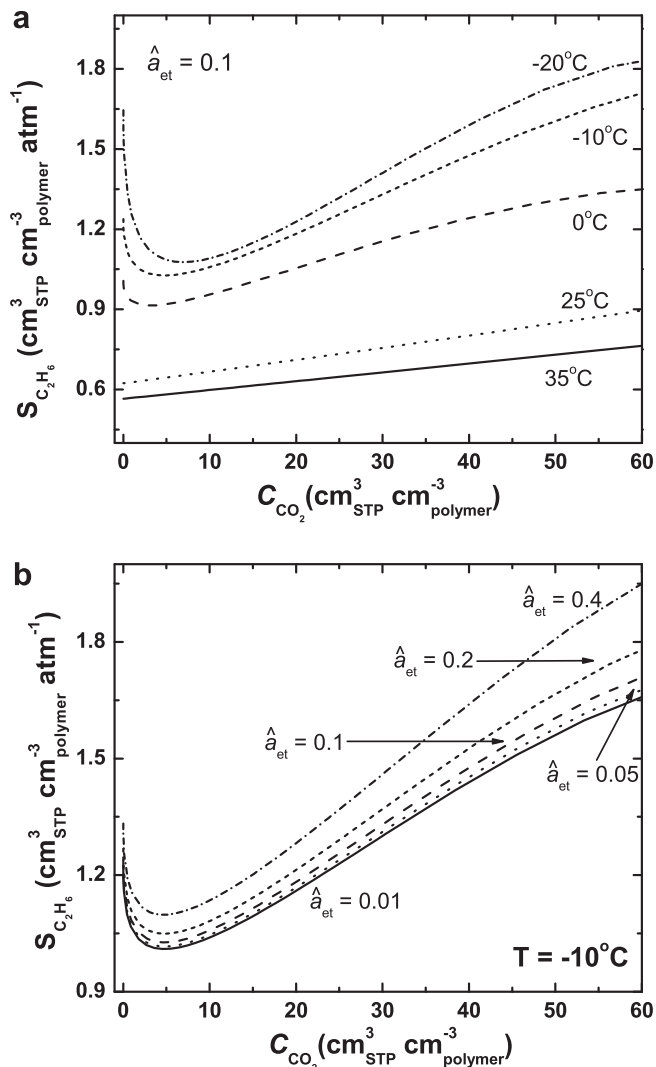 a
â_et = 0.1
-20°C
-10°C
0°C
25°C
35°C
1.8
1.5
1.2
0.9
0.6
S_C₂H₆ (cm³_STP cm⁻³_polymer atm⁻¹)
0 10 20 30 40 50 60
C_CO₂ (cm³_STP cm⁻³_polymer)
b
â_et = 0.4
â_et = 0.2
â_et = 0.1
â_et = 0.05
â_et = 0.01
T = -10°C
1.8
1.5
1.2
0.9
S_C₂H₆ (cm³_STP cm⁻³_polymer atm⁻¹)
0 10 20 30 40 50 60
C_CO₂ (cm³_STP cm⁻³_polymer)